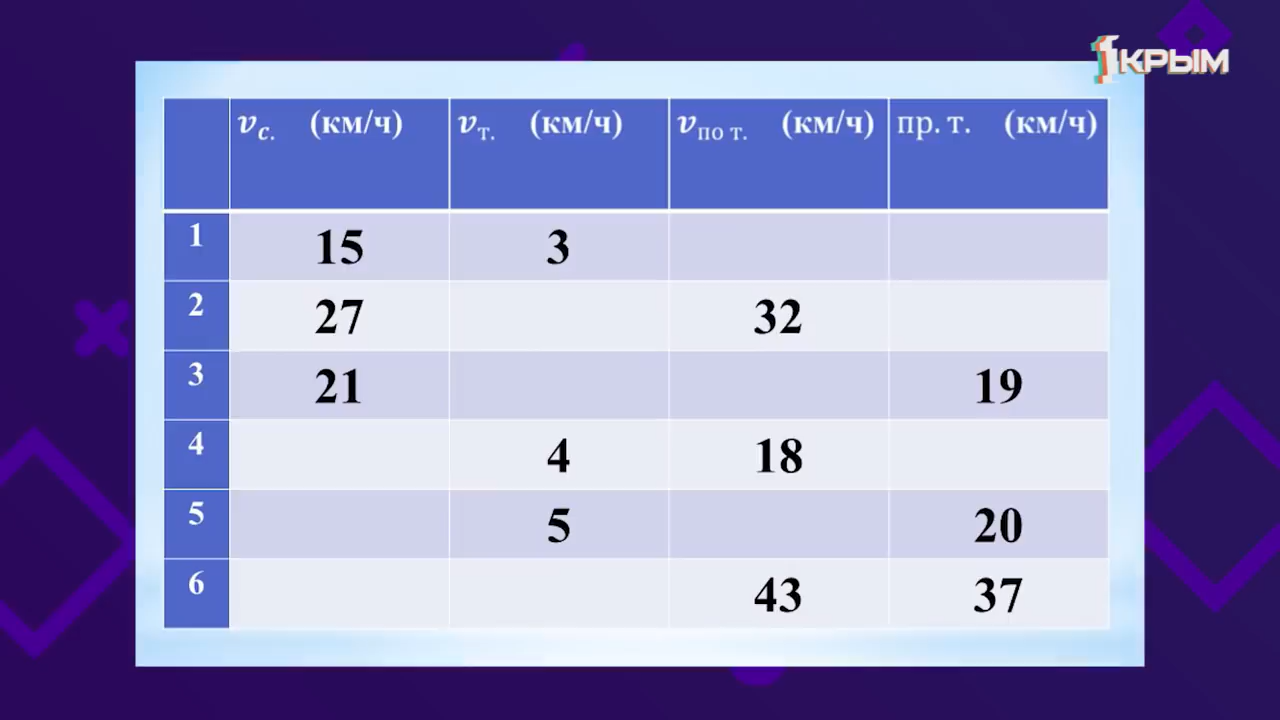 1КРЫМ
𝒗с. (км/ч) 𝒗т. (км/ч) 𝒗по т. (км/ч) пр. т. (км/ч)
1 15 3
2 27 32
3 21 19
4 4 18
5 5 20
6 43 37